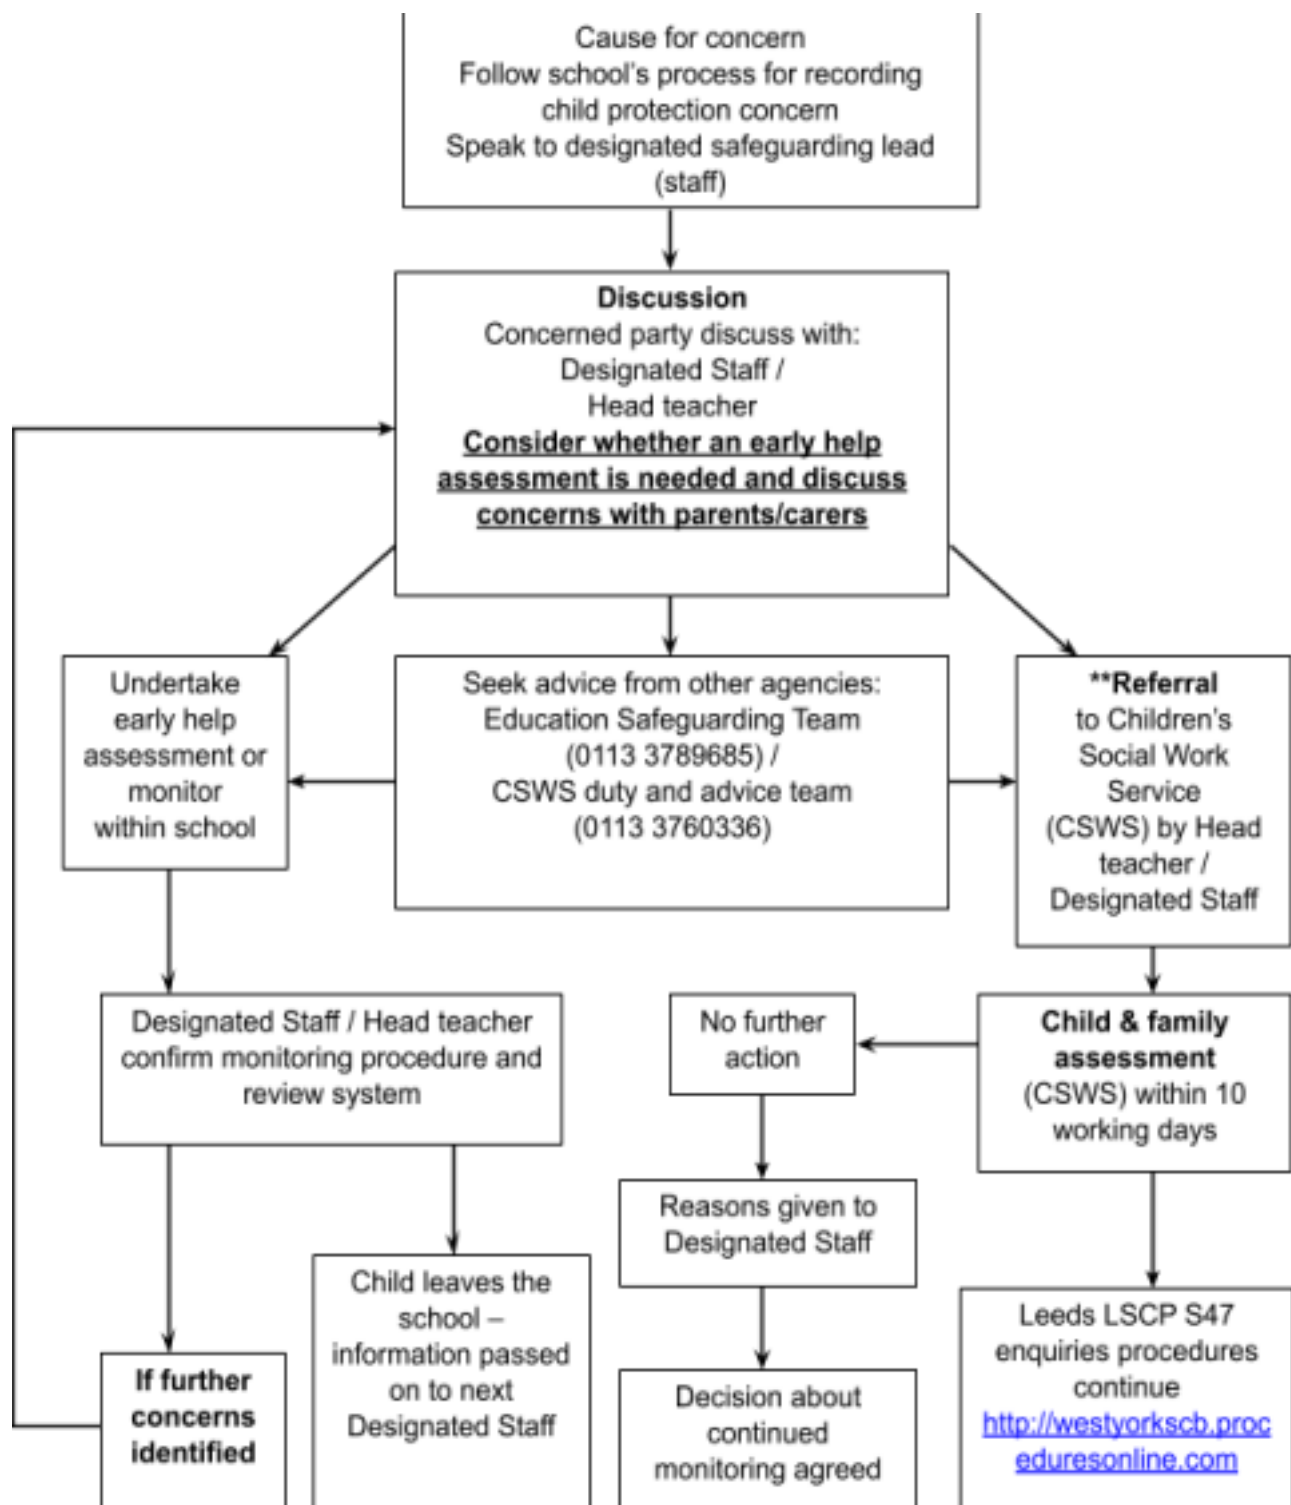 Cause for concern
Follow school's process for recording
child protection concern
Speak to designated safeguarding lead
(staff)
Discussion
Concerned party discuss with:
Designated Staff /
Head teacher
Consider whether an early help
assessment is needed and discuss
concerns with parents/carers
Undertake
early help
assessment or
monitor
within school
Seek advice from other agencies:
Education Safeguarding Team
(0113 3789685) /
CSWS duty and advice team
(0113 3760336)
**Referral
to Children's
Social Work
Service
(CSWS) by Head
teacher /
Designated Staff
Designated Staff / Head teacher
confirm monitoring procedure and
review system
No further
action
Child & family
assessment
(CSWS) within 10
working days
Reasons given to
Designated Staff
If further
concerns
identified
Child leaves the
school –
information passed
on to next
Designated Staff
Decision about
continued
monitoring agreed
Leeds LSCP S47
enquiries procedures
continue
http://westyorkscb.proc
eduresonline.com